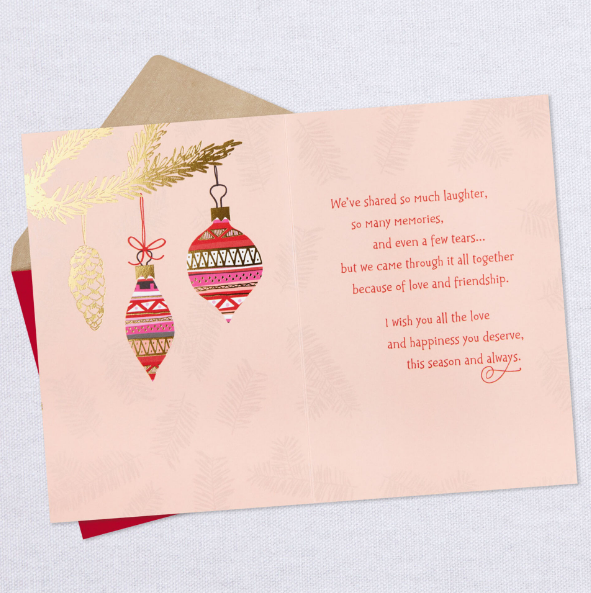 We've shared so much laughter,
so many memories,
and even a few tears...
but we came through it all together
because of love and friendship.
I wish you all the love
and happiness you deserve,
this season and always.